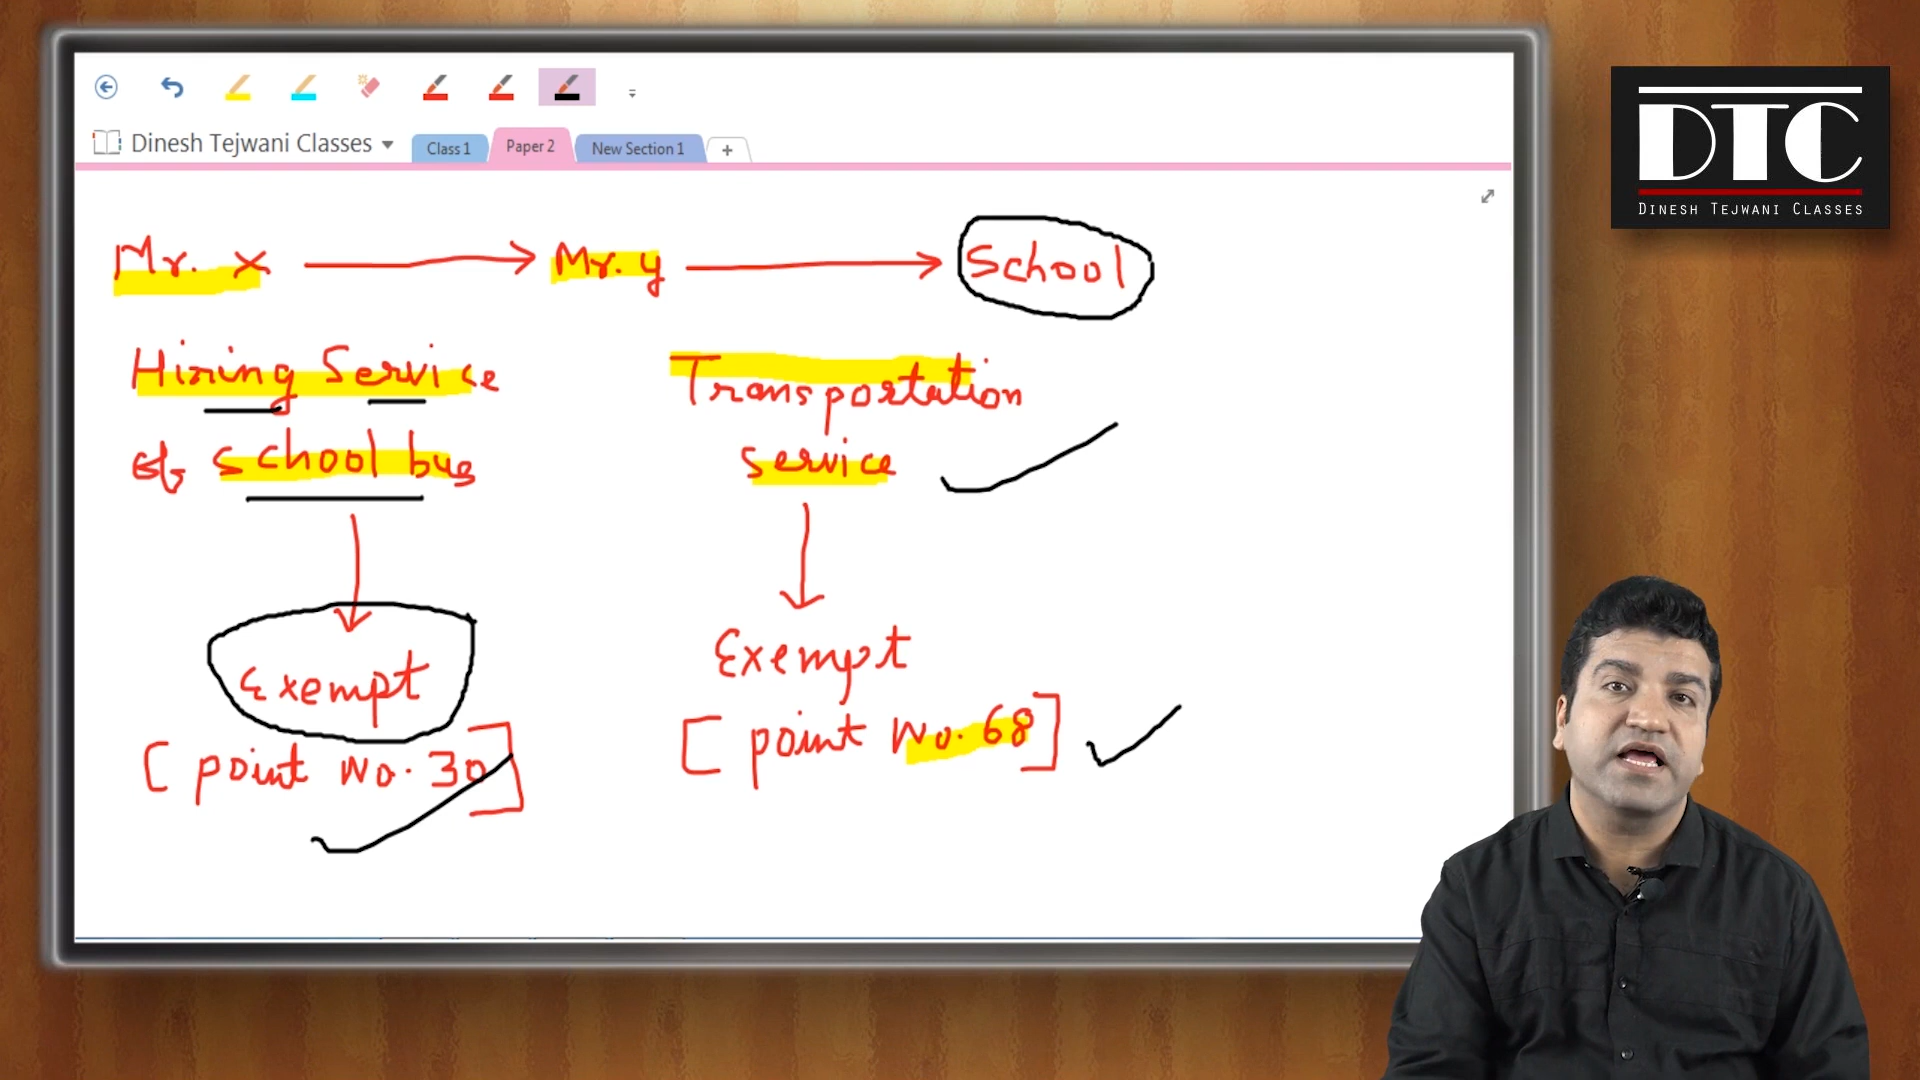 Dinesh Tejwani Classes
Class 1
Paper 2
New Section 1
+
DTC
DINESH TEJWANI CLASSES
Mr. x → Mr. y → School
Hiring Service
of school bus
Transportation
service
Exempt
[point No. 30]
Exempt
[point No. 68]